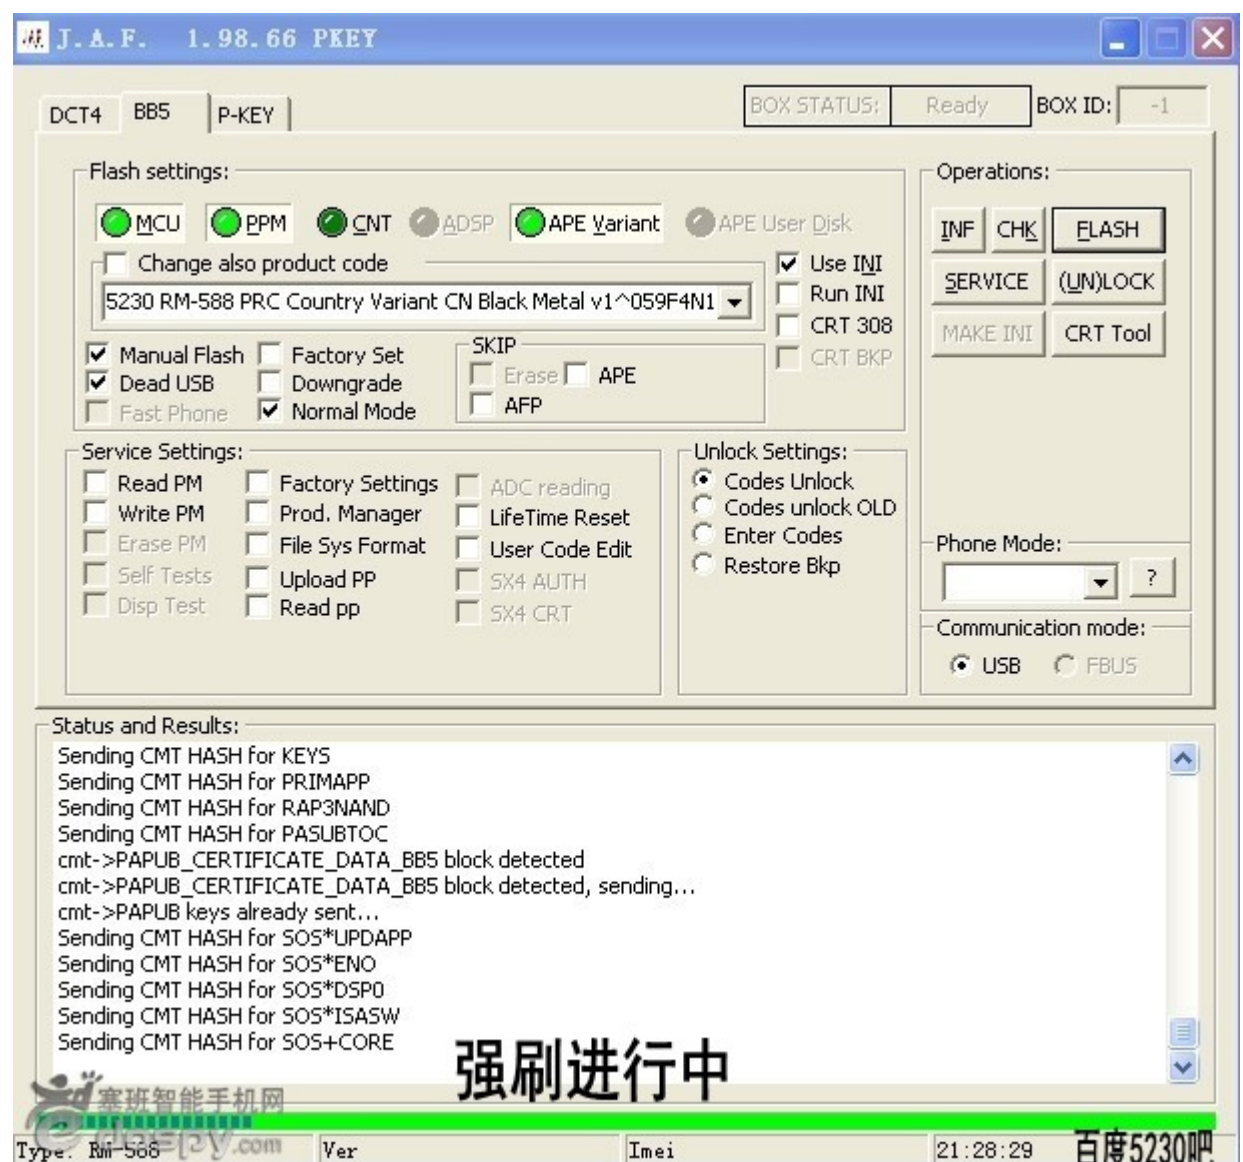 JAF J.A.F. 1.98.66 PKEY
DCT4 BB5 P-KEY BOX STATUS: Ready BOX ID: -1
Flash settings:
MCU PPM CNT ADSP APE Variant APE User Disk
Change also product code
5230 RM-588 PRC Country Variant CN Black Metal v1^059F4N1
Use INI
Run INI
CRT 308
CRT BKP
Manual Flash Factory Set
Dead USB Downgrade
Fast Phone Normal Mode
SKIP
Erase APE
AFP
Operations:
INF CHK FLASH
SERVICE (UN)LOCK
MAKE INI CRT Tool
Service Settings:
Read PM Factory Settings ADC reading
Write PM Prod. Manager LifeTime Reset
Erase PM File Sys Format User Code Edit
Self Tests Upload PP SX4 AUTH
Disp Test Read pp SX4 CRT
Unlock Settings:
Codes Unlock
Codes unlock OLD
Enter Codes
Restore Bkp
Phone Mode:
?
Communication mode:
USB FBUS
Status and Results:
Sending CMT HASH for KEYS
Sending CMT HASH for PRIMAPP
Sending CMT HASH for RAP3NAND
Sending CMT HASH for PASUBTOC
cmt->PAPUB_CERTIFICATE_DATA_BB5 block detected
cmt->PAPUB_CERTIFICATE_DATA_BB5 block detected, sending...
cmt->PAPUB keys already sent...
Sending CMT HASH for SOS*UPDAPP
Sending CMT HASH for SOS*ENO
Sending CMT HASH for SOS*DSP0
Sending CMT HASH for SOS*ISASW
Sending CMT HASH for SOS+CORE
强刷进行中
塞班智能手机网
dospy.com
Type: Rm-588 Ver Imei 21:28:29 百度5230吧